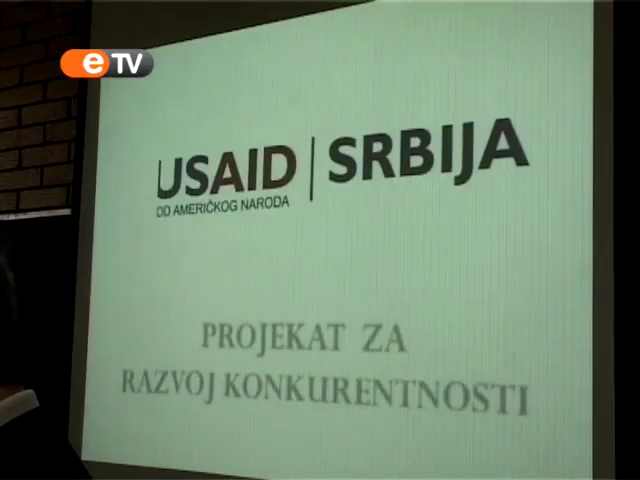 eTV
USAID | SRBIJA
OD AMERIČKOG NARODA
PROJEKAT ZA
RAZVOJ KONKURENTNOSTI